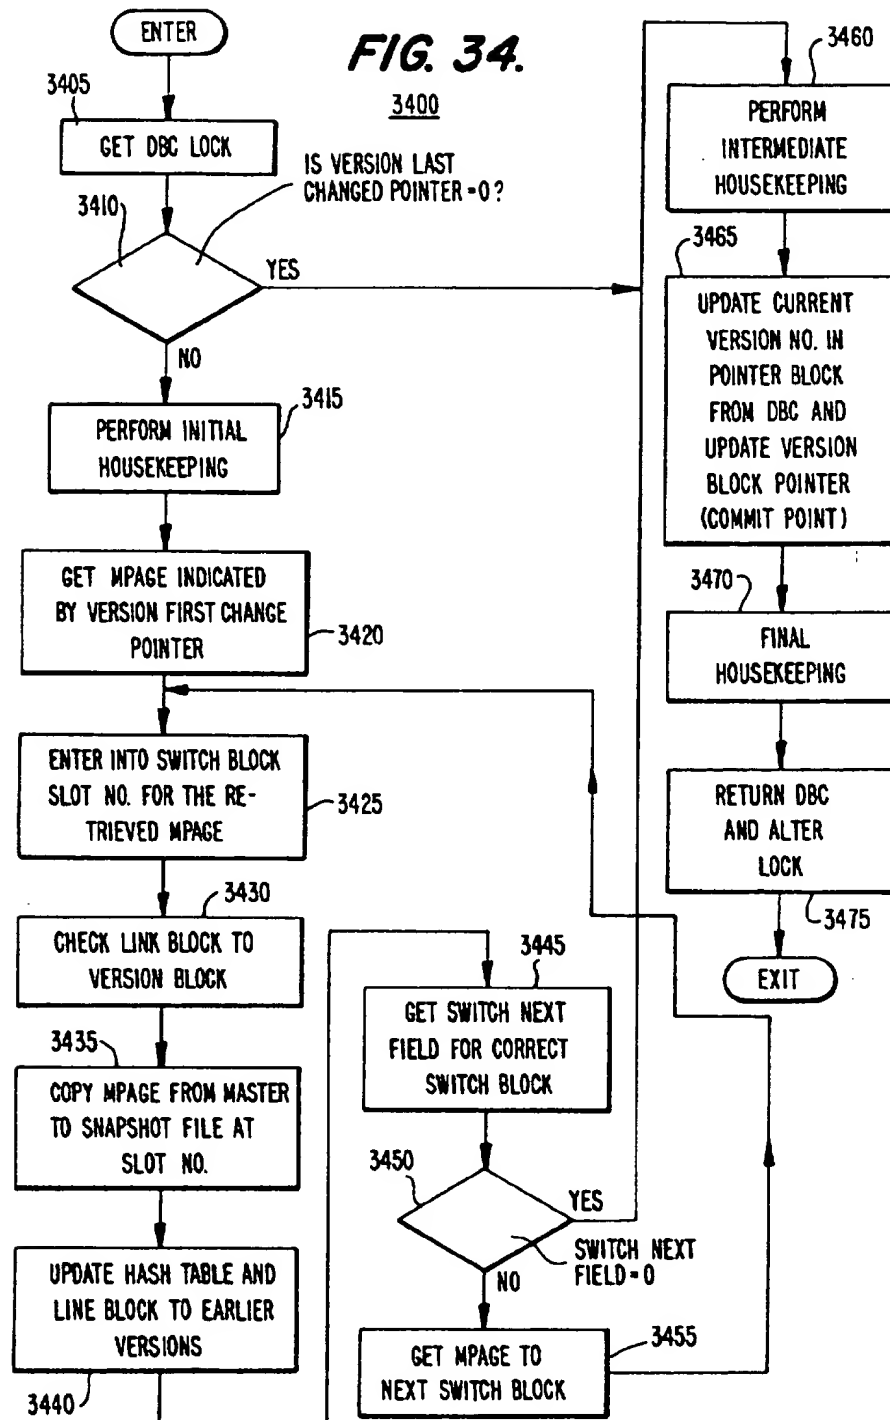 ENTER
FIG. 34.
3400
3405
GET DBC LOCK
IS VERSION LAST
CHANGED POINTER=0?
3410
YES
NO
3415
PERFORM INITIAL
HOUSEKEEPING
GET MPAGE INDICATED
BY VERSION FIRST CHANGE
POINTER
3420
ENTER INTO SWITCH BLOCK
SLOT NO. FOR THE RE-
TRIEVED MPAGE
3425
3430
CHECK LINK BLOCK TO
VERSION BLOCK
3435
COPY MPAGE FROM MASTER
TO SNAPSHOT FILE AT
SLOT NO.
UPDATE HASH TABLE AND
LINE BLOCK TO EARLIER
VERSIONS
3440
3445
GET SWITCH NEXT
FIELD FOR CORRECT
SWITCH BLOCK
3450
YES
SWITCH NEXT
FIELD=0
NO
GET MPAGE TO
NEXT SWITCH BLOCK
3455
3460
PERFORM
INTERMEDIATE
HOUSEKEEPING
3465
UPDATE CURRENT
VERSION NO. IN
POINTER BLOCK
FROM DBC AND
UPDATE VERSION
BLOCK POINTER
(COMMIT POINT)
3470
FINAL
HOUSEKEEPING
RETURN DBC
AND ALTER
LOCK
3475
EXIT